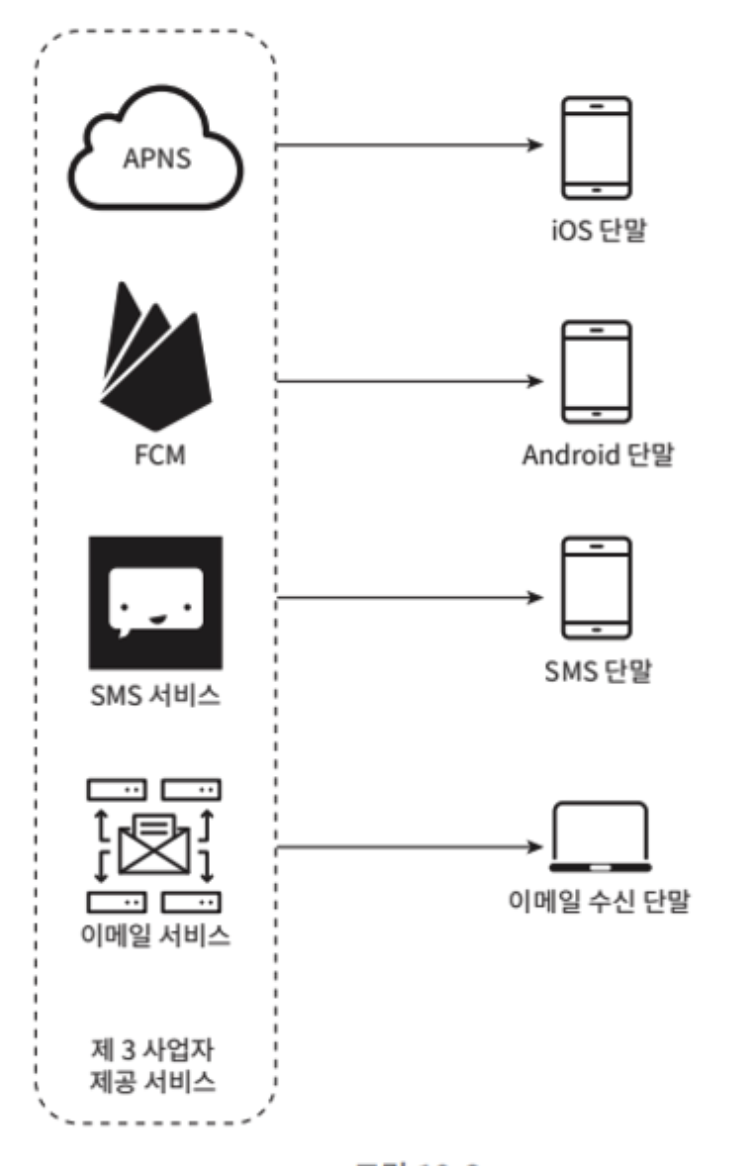 APNS
iOS 단말
FCM
Android 단말
SMS 서비스
SMS 단말
이메일 서비스
이메일 수신 단말
제 3 사업자
제공 서비스